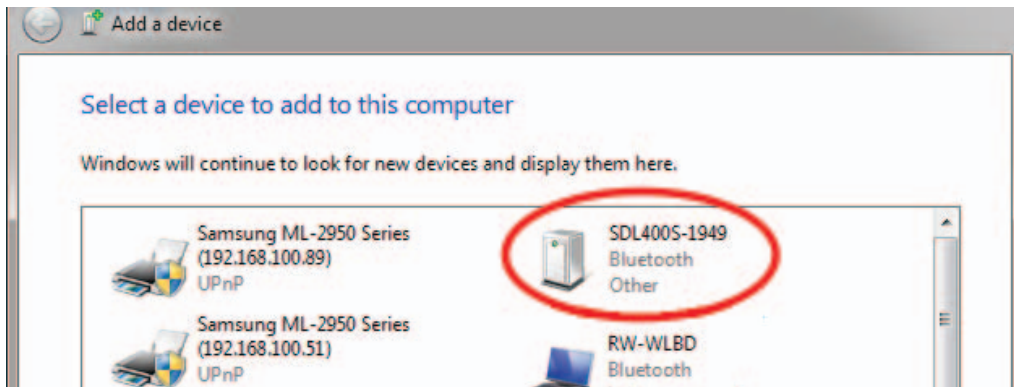 Add a device
Select a device to add to this computer
Windows will continue to look for new devices and display them here.
Samsung ML-2950 Series
(192.168.100.89)
UPnP
SDL400S-1949
Bluetooth
Other
Samsung ML-2950 Series
(192.168.100.51)
UPnP
RW-WLBD
Bluetooth